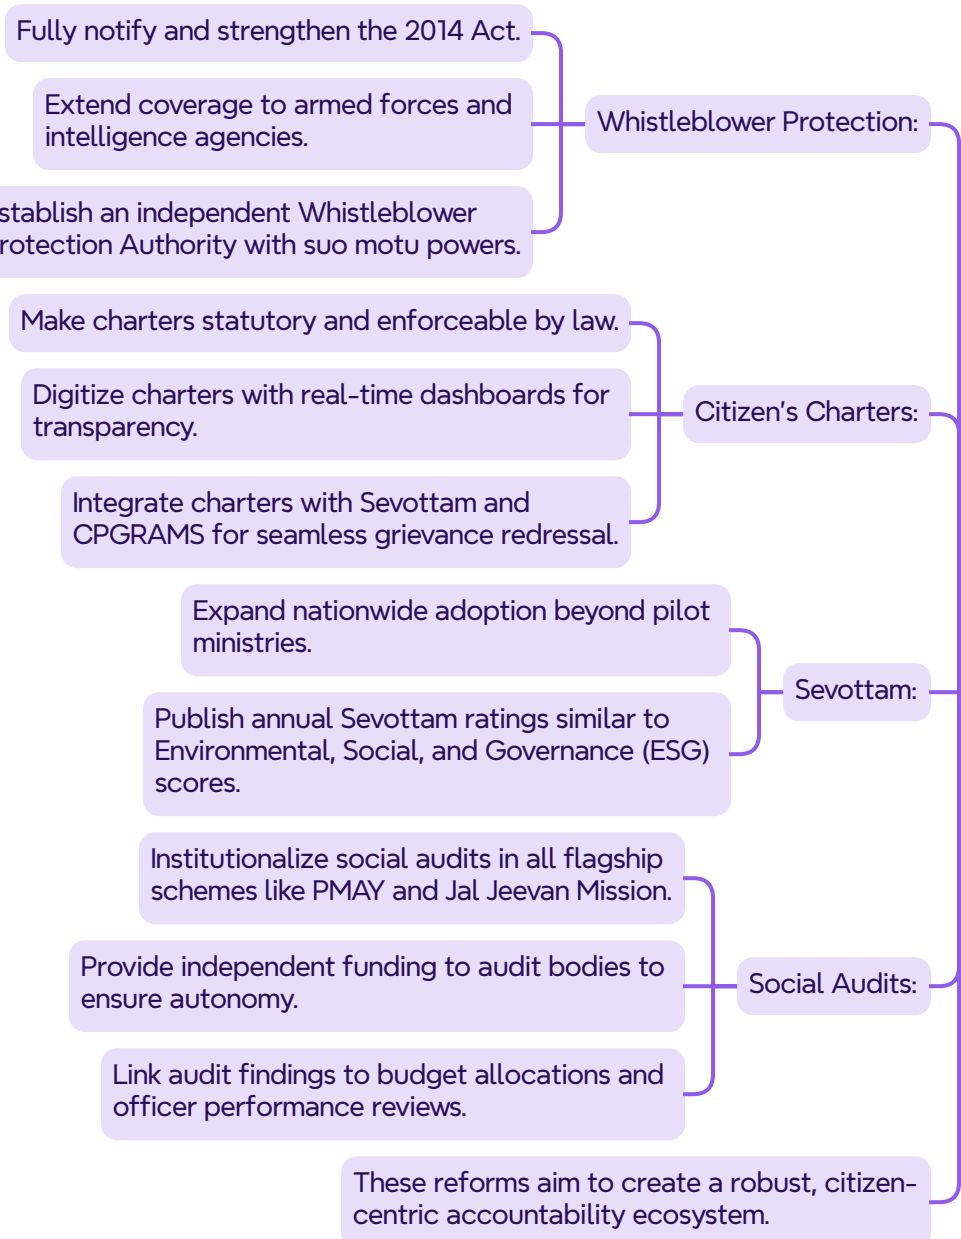 Fully notify and strengthen the 2014 Act.
Extend coverage to armed forces and
intelligence agencies.
Whistleblower Protection:
stablish an independent Whistleblower
rotection Authority with suo motu powers.
Make charters statutory and enforceable by law.
Digitize charters with real-time dashboards for
transparency.
Citizen's Charters:
Integrate charters with Sevottam and
CPGRAMS for seamless grievance redressal.
Expand nationwide adoption beyond pilot
ministries.
Sevottam:
Publish annual Sevottam ratings similar to
Environmental, Social, and Governance (ESG)
scores.
Institutionalize social audits in all flagship
schemes like PMAY and Jal Jeevan Mission.
Provide independent funding to audit bodies to
ensure autonomy.
Social Audits:
Link audit findings to budget allocations and
officer performance reviews.
These reforms aim to create a robust, citizen-
centric accountability ecosystem.